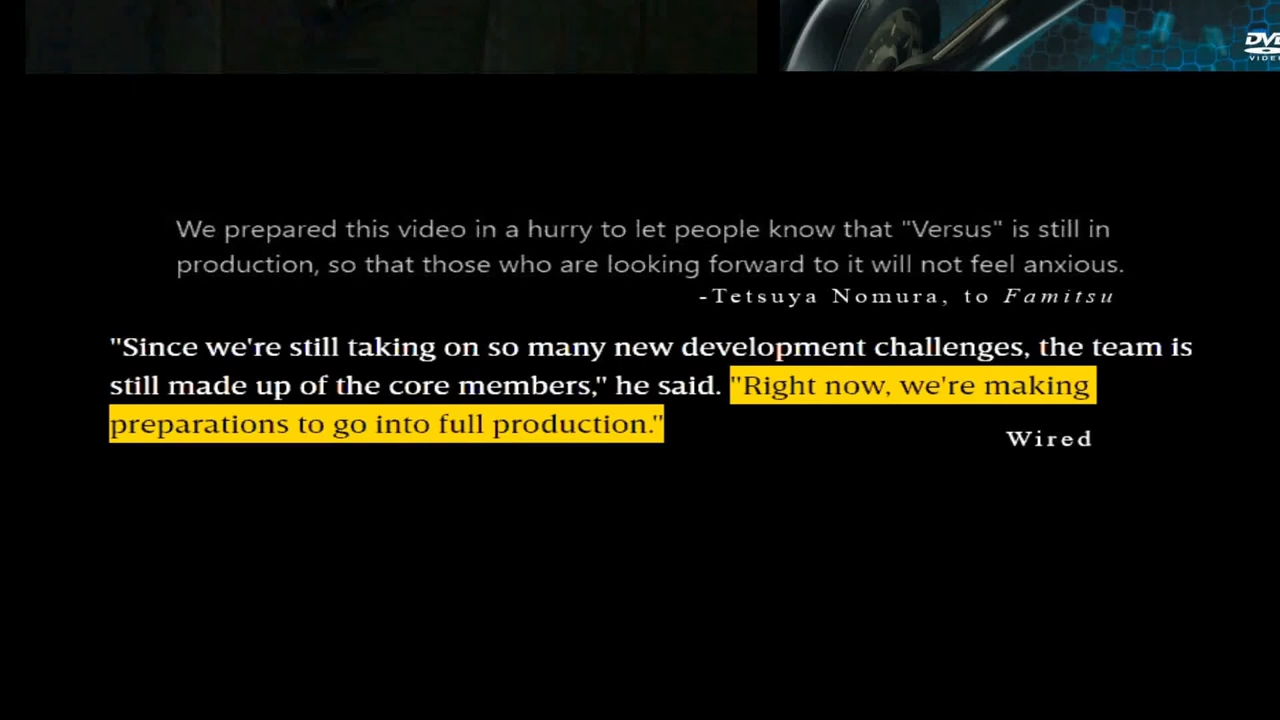 DVD
VIDEO
We prepared this video in a hurry to let people know that "Versus" is still in
production, so that those who are looking forward to it will not feel anxious.
-Tetsuya Nomura, to Famitsu
"Since we're still taking on so many new development challenges, the team is
still made up of the core members," he said. "Right now, we're making
preparations to go into full production."
Wired